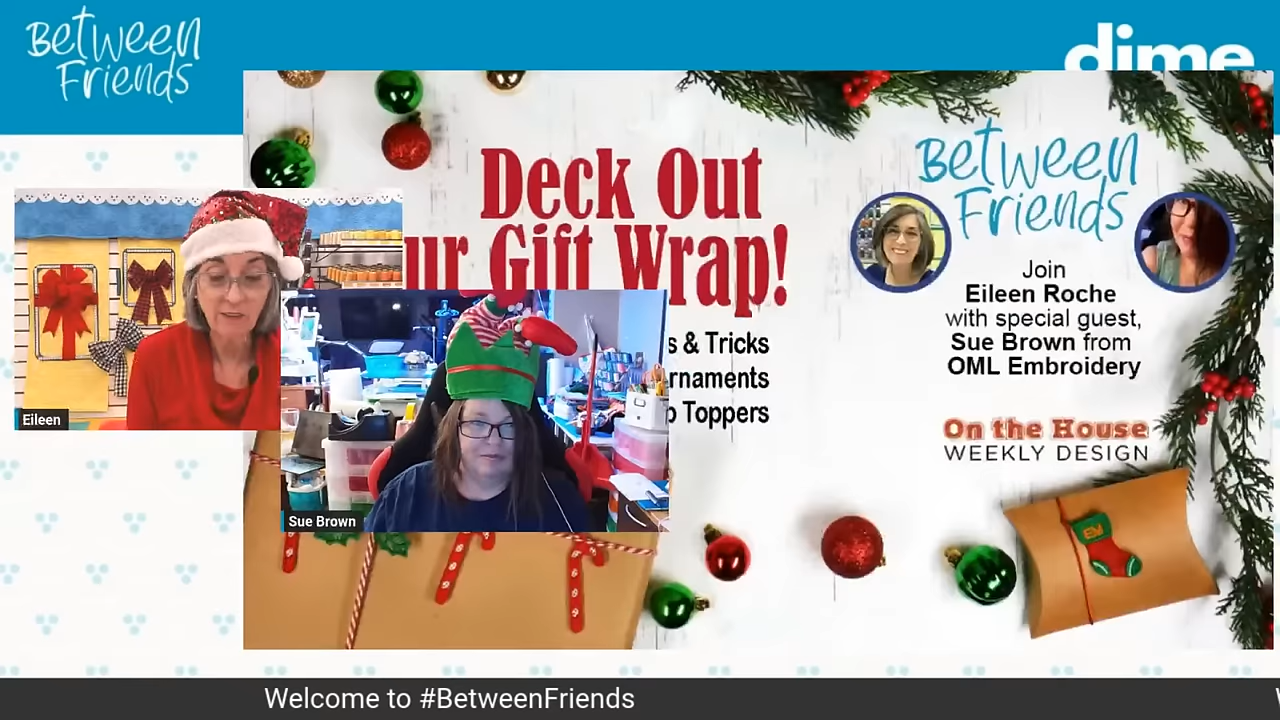 Between
Friends
dime
Deck Out
ur Gift Wrap!
s & Tricks
rnaments
Toppers
Between
Friends
Join
Eileen Roche
with special guest,
Sue Brown from
OML Embroidery
On the House
WEEKLY DESIGN
Eileen
Sue Brown
Welcome to #BetweenFriends